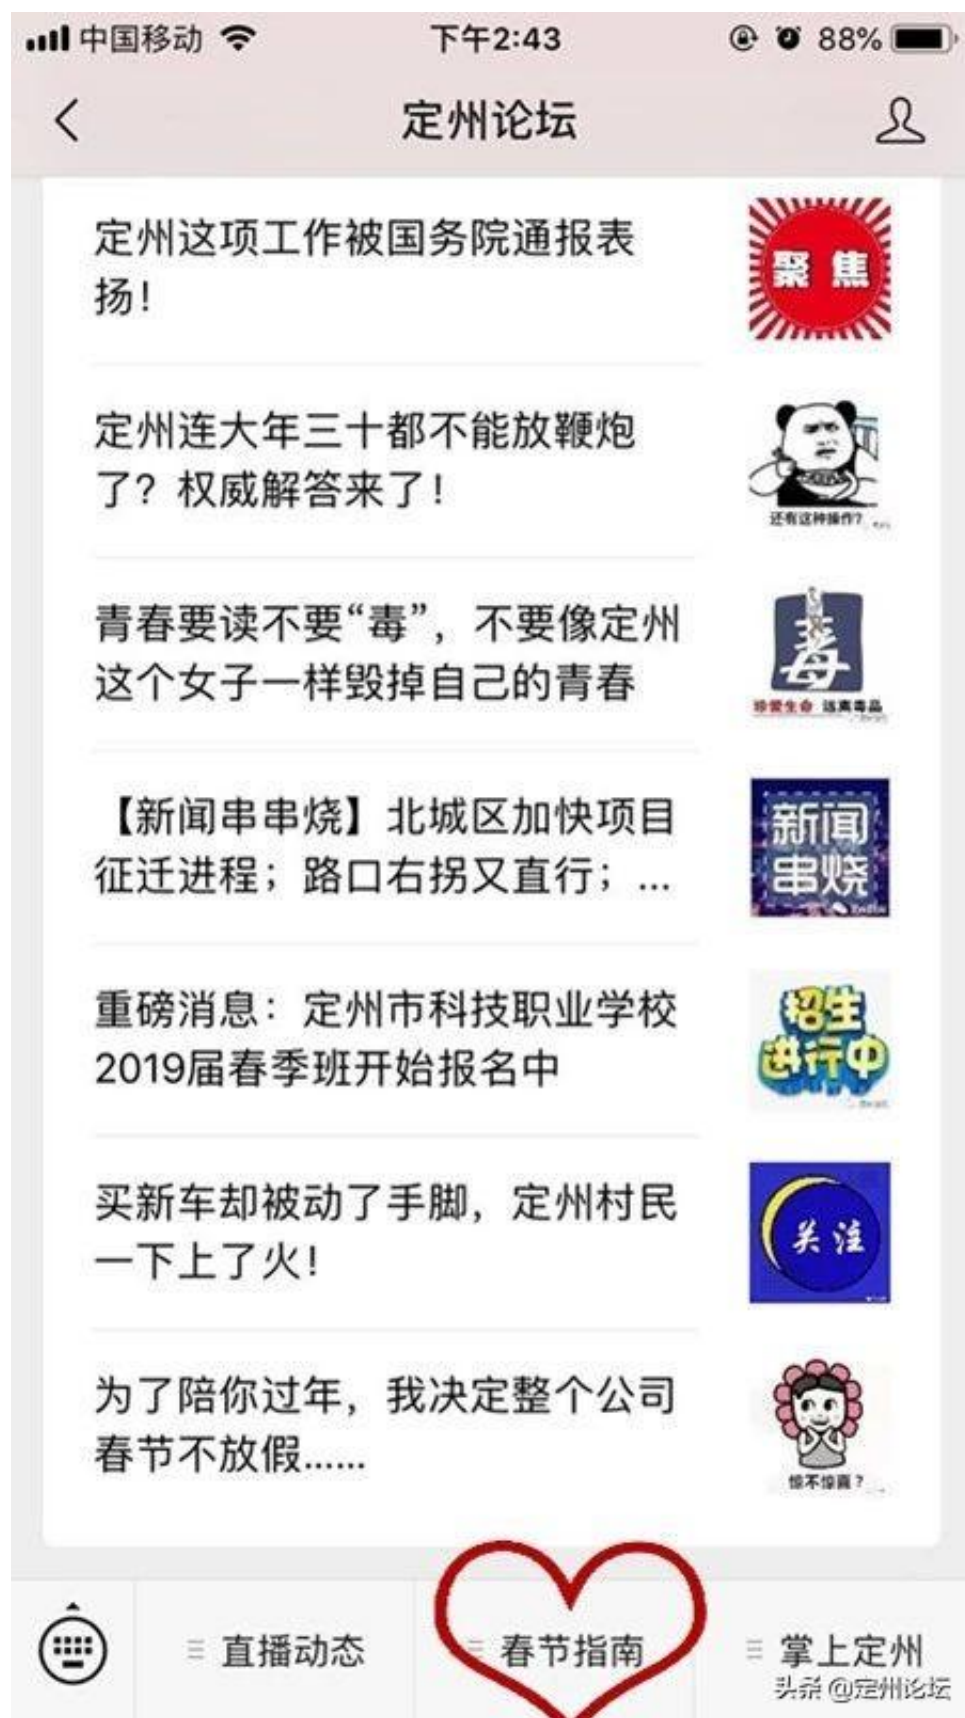 中国移动 下午2:43 88%
定州论坛
定州这项工作被国务院通报表
扬!
聚 焦
定州连大年三十都不能放鞭炮
了? 权威解答来了!
还有这种操作?
青春要读不要“毒”, 不要像定州
这个女子一样毁掉自己的青春
毒
珍爱生命 远离毒品
【新闻串串烧】北城区加快项目
征迁进程; 路口右拐又直行; ...
新闻
串烧
重磅消息: 定州市科技职业学校
2019届春季班开始报名中
招生
进行中
买新车却被动了手脚, 定州村民
一下上了火!
关注
为了陪你过年, 我决定整个公司
春节不放假......
惊不惊喜?
直播动态 春节指南 掌上定州
头条 @定州论坛